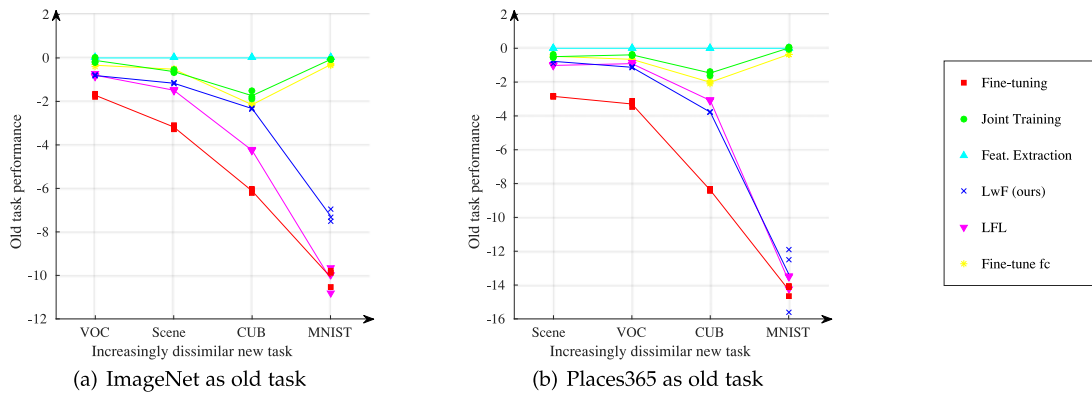 2
0
-2
-4
-6
-8
-10
-12
Old task performance
VOC Scene CUB MNIST
Increasingly dissimilar new task
(a) ImageNet as old task
2
0
-2
-4
-6
-8
-10
-12
-14
-16
Old task performance
Scene VOC CUB MNIST
Increasingly dissimilar new task
(b) Places365 as old task
Fine-tuning
Joint Training
Feat. Extraction
LwF (ours)
LFL
Fine-tune fc